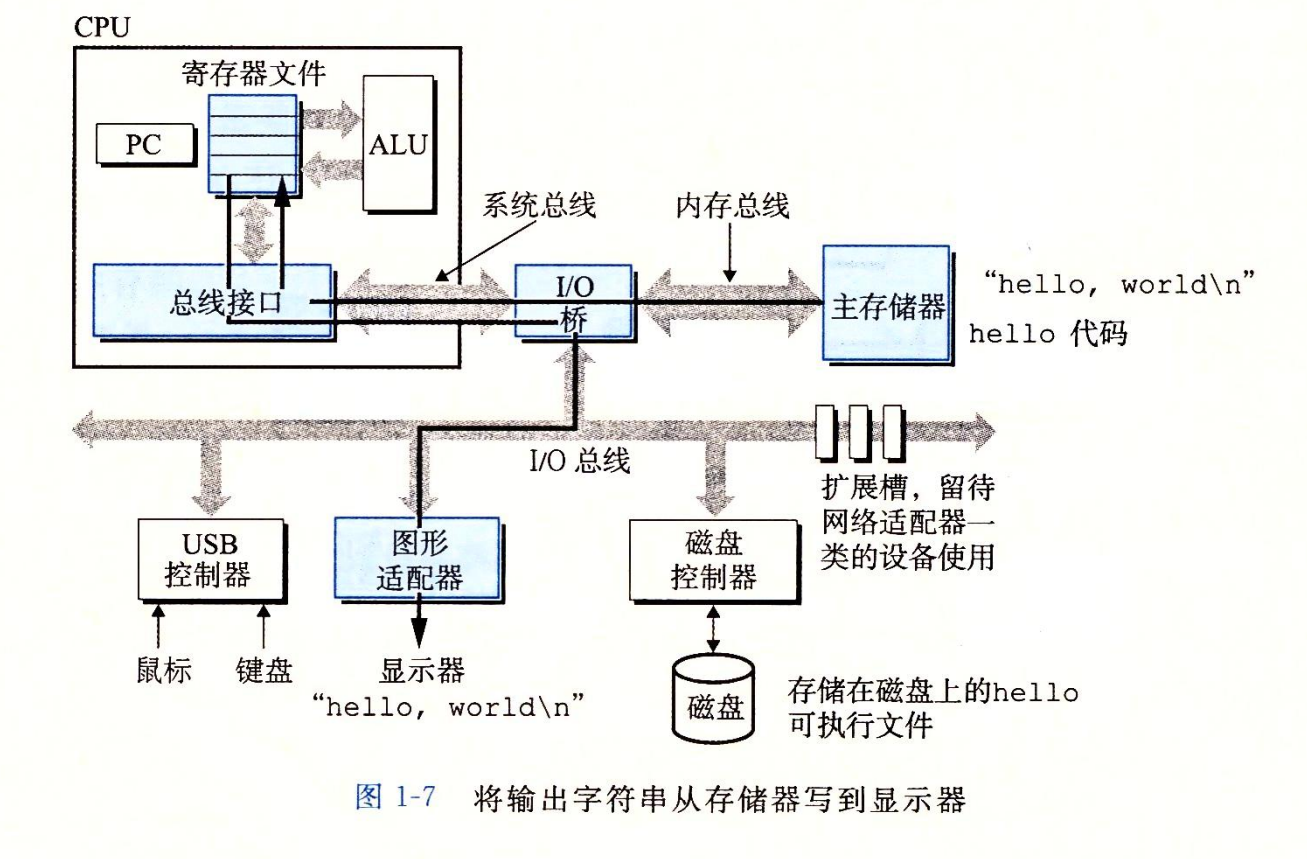 CPU
寄存器文件
PC
ALU
系统总线
内存总线
总线接口
I/O
桥
主存储器
“hello, world\n”
hello 代码
I/O 总线
扩展槽，留待
网络适配器一
类的设备使用
USB
控制器
图形
适配器
磁盘
控制器
鼠标
键盘
显示器
“hello, world\n”
磁盘
存储在磁盘上的hello
可执行文件
图 1-7 将输出字符串从存储器写到显示器